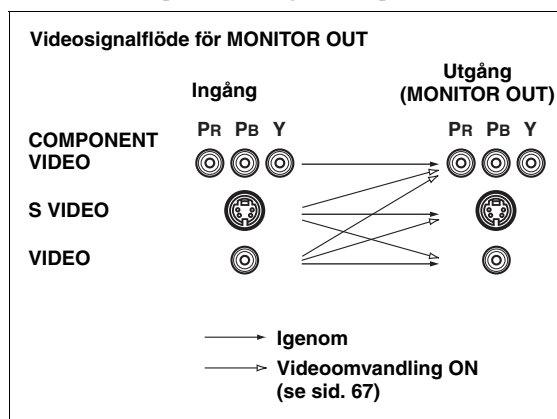 Videosignalflöde för MONITOR OUT
Ingång
Utgång
(MONITOR OUT)
PR PB Y
PR PB Y
COMPONENT
VIDEO
S VIDEO
VIDEO
Igenom
Videoomvandling ON
(se sid. 67)